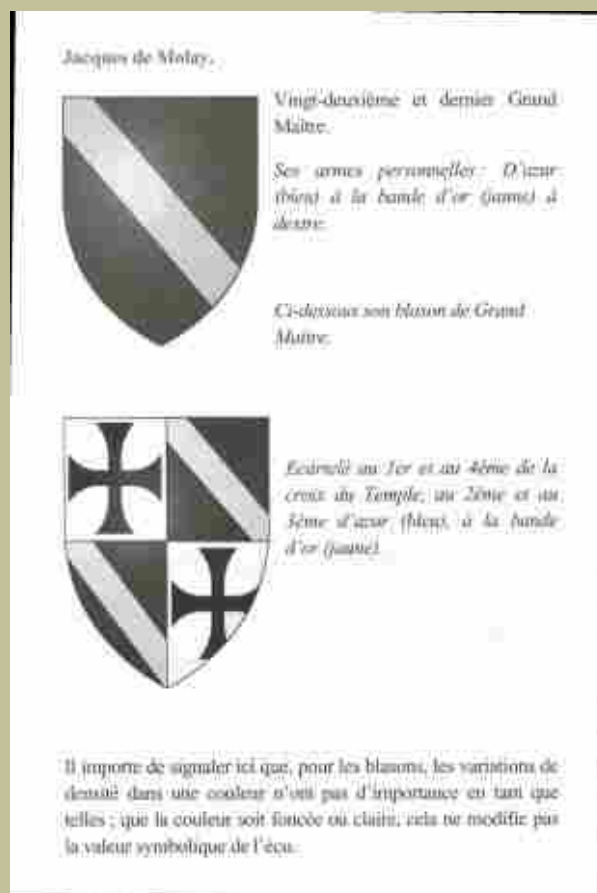 Jacques de Molay.
Vingt-deuxième et dernier Grand
Maître.
Ses armes personnelles : D'azur
(bleu) à la bande d'or (jaune) à
dextre.
Ci-dessous son blason de Grand
Maître.
Ecartelé au 1er et au 4ème de la
croix du Temple, au 2ème et au
3ème d'azur (bleu), à la bande
d'or (jaune).
Il importe de signaler ici que, pour les blasons, les variations de
densité dans une couleur n'ont pas d'importance en tant que
telles ; que la couleur soit foncée ou claire, cela ne modifie pas
la valeur symbolique de l'écu.